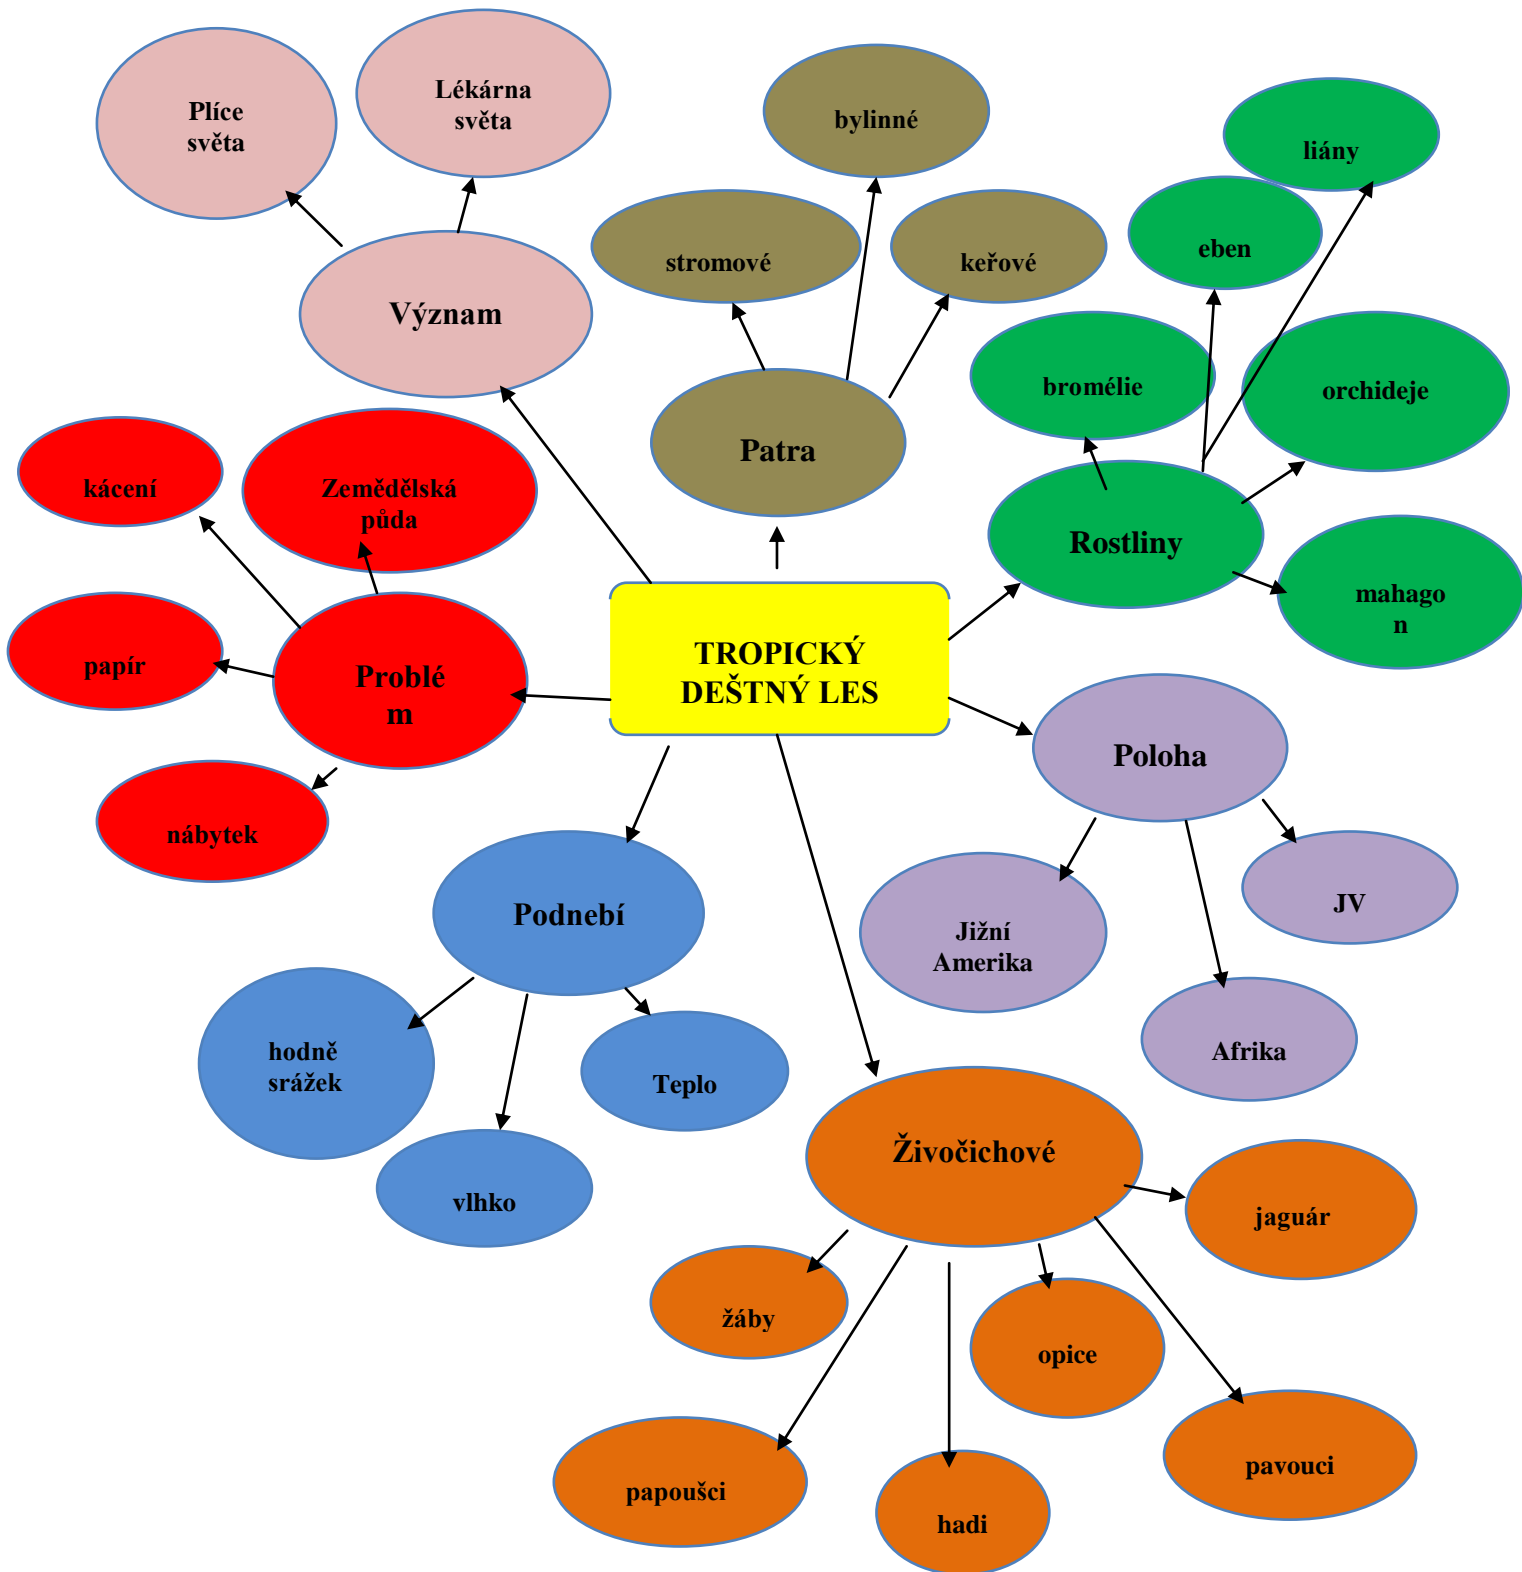 Plíce
světa
Lékárna
světa
bylinné
liány
stromové
keřové
eben
Význam
bromélie
orchideje
Patra
kácení
Zemědělská
půda
Rostliny
mahago
n
papír
Problé
m
TROPICKÝ
DEŠTNÝ LES
Poloha
nábytek
Podnebí
Jižní
Amerika
JV
hodně
srážek
Teplo
Afrika
vlhko
Živočichové
jaguár
žáby
opice
papoušci
hadi
pavouci